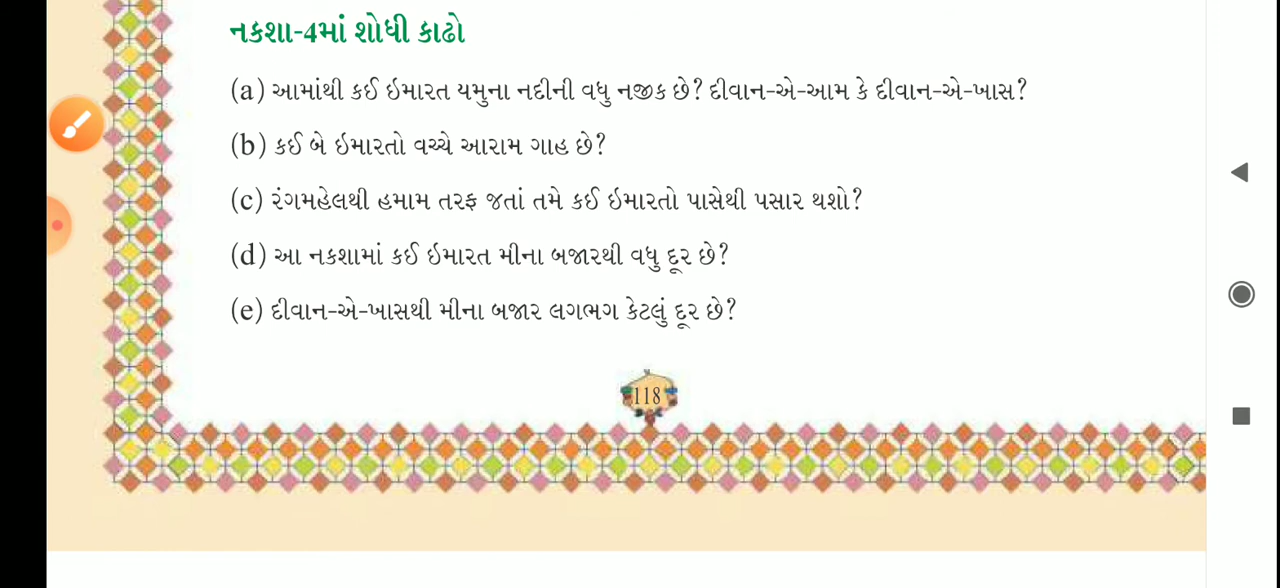 નકશા-4માં શોધી કાઢો
(a) આમાંથી કઈ ઇમારત યમુના નદીની વધુ નજીક છે? દીવાન-એ-આમ કે દીવાન-એ-ખાસ?
(b) કઈ બે ઇમારતો વચ્ચે આરામ ગાહ છે?
(c) રંગમહેલથી હમામ તરફ જતાં તમે કઈ ઇમારતો પાસેથી પસાર થશો?
(d) આ નકશામાં કઈ ઇમારત મીના બજારથી વધુ દૂર છે?
(e) દીવાન-એ-ખાસથી મીના બજાર લગભગ કેટલું દૂર છે?
118